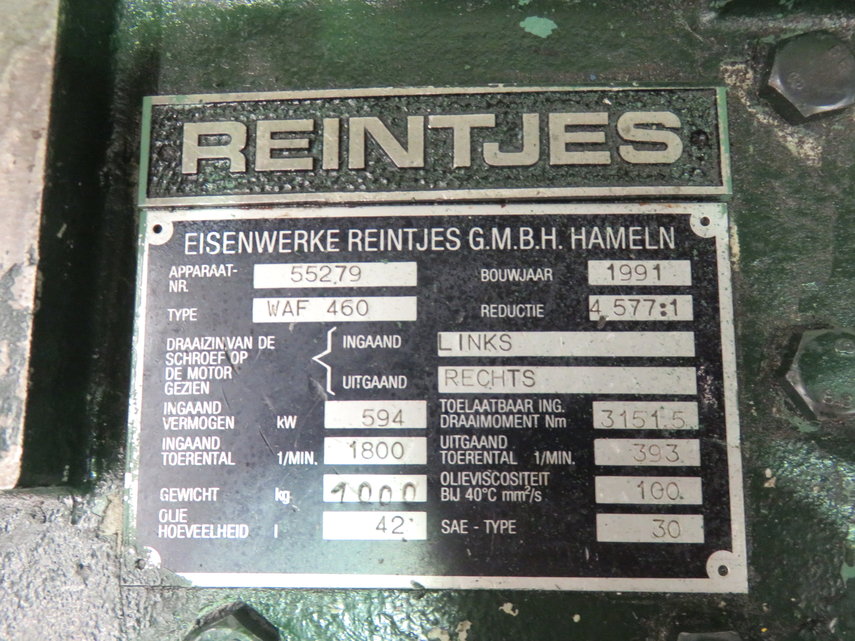 REINTJES
EISENWERKE REINTJES G.M.B.H. HAMELN
APPARAAT-NR. 55279 BOUWJAAR 1991
TYPE WAF 460 REDUCTIE 4,577:1
DRAAIZIN VAN DE
SCHROEF OP
DE MOTOR
GEZIEN
INGAAND LINKS
UITGAAND RECHTS
INGAAND
VERMOGEN kW 594
TOELAATBAAR ING.
DRAAIMOMENT Nm 3151.5
INGAAND
TOERENTAL 1/MIN. 1800
UITGAAND
TOERENTAL 1/MIN. 393
GEWICHT kg 1000
OLIEVISCOSITEIT
BIJ 40°C mm²/s 100
OLIE
HOEVEELHEID l 42
SAE - TYPE 30